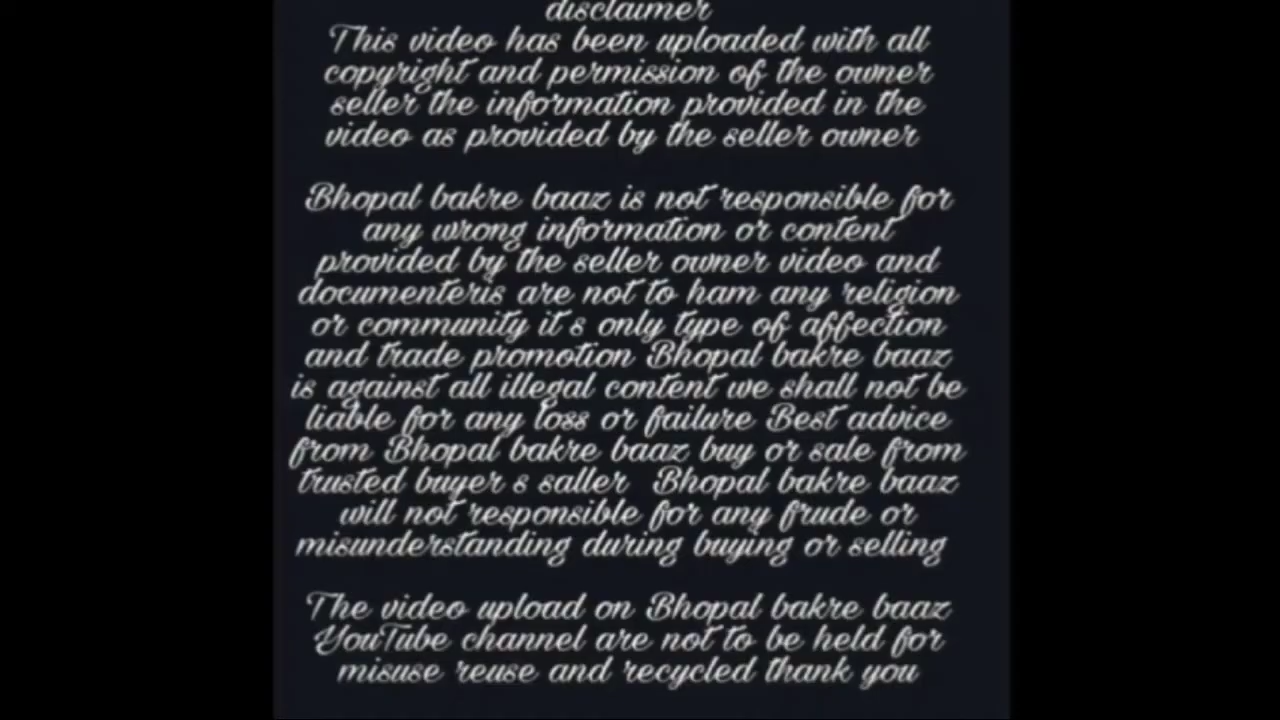 disclaimer
This video has been uploaded with all
copyright and permission of the owner
seller the information provided in the
video as provided by the seller owner
Bhopal bakre baaz is not responsible for
any wrong information or content
provided by the seller owner video and
documenteris are not to ham any religion
or community it s only type of affection
and trade promotion Bhopal bakre baaz
is against all illegal content we shall not be
liable for any loss or failure Best advice
from Bhopal bakre baaz buy or sale from
trusted buyer s saller Bhopal bakre baaz
will not responsible for any frude or
misunderstanding during buying or selling
The video upload on Bhopal bakre baaz
YouTube channel are not to be held for
misuse reuse and recycled thank you